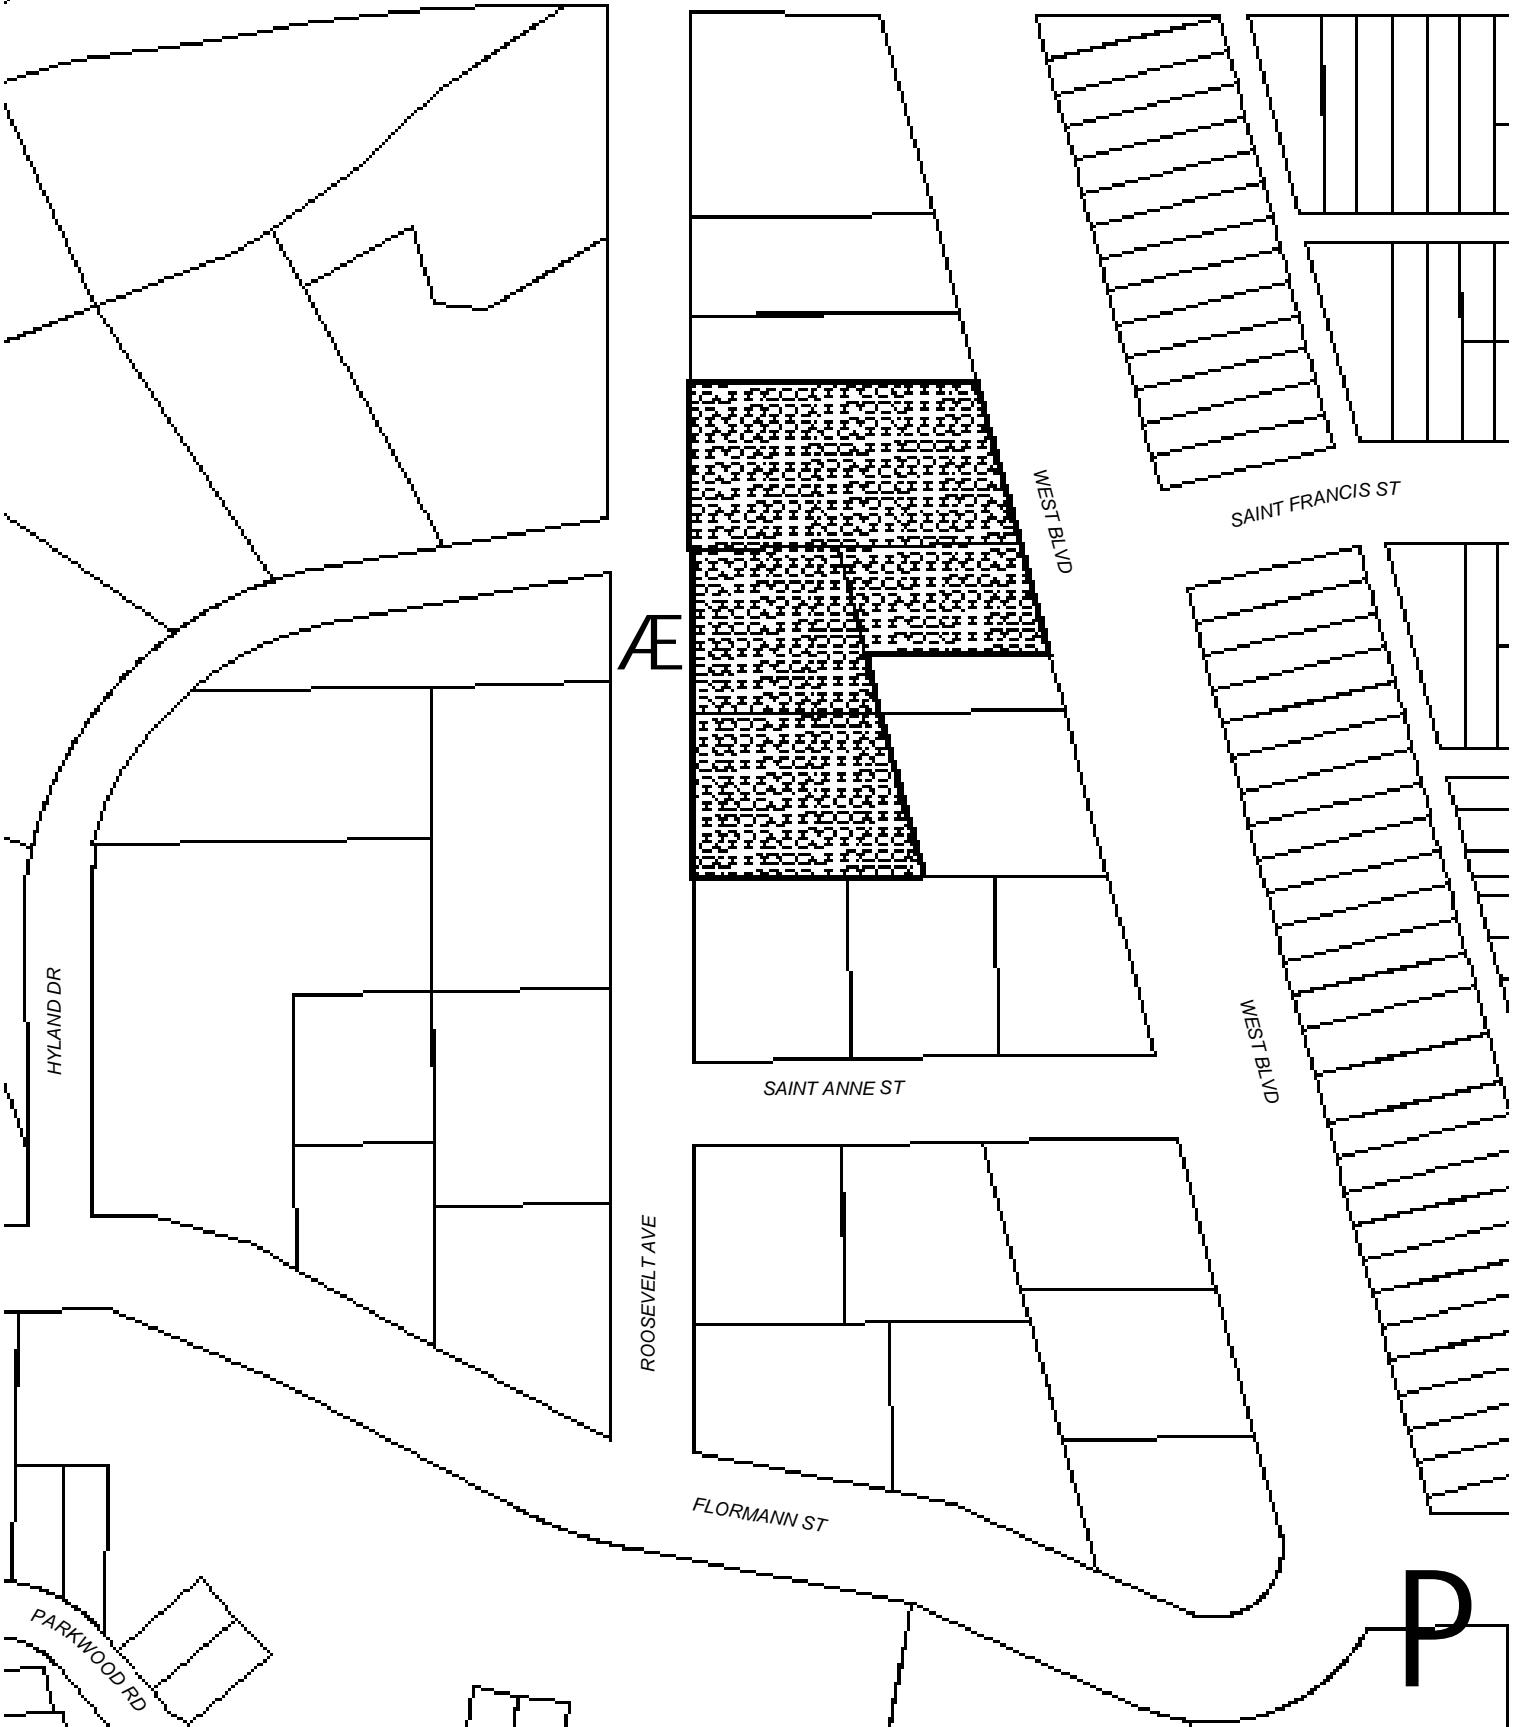 WEST BLVD
SAINT FRANCIS ST
Æ
HYLAND DR
WEST BLVD
SAINT ANNE ST
ROOSEVELT AVE
FLORMANN ST
P
PARKWOOD RD